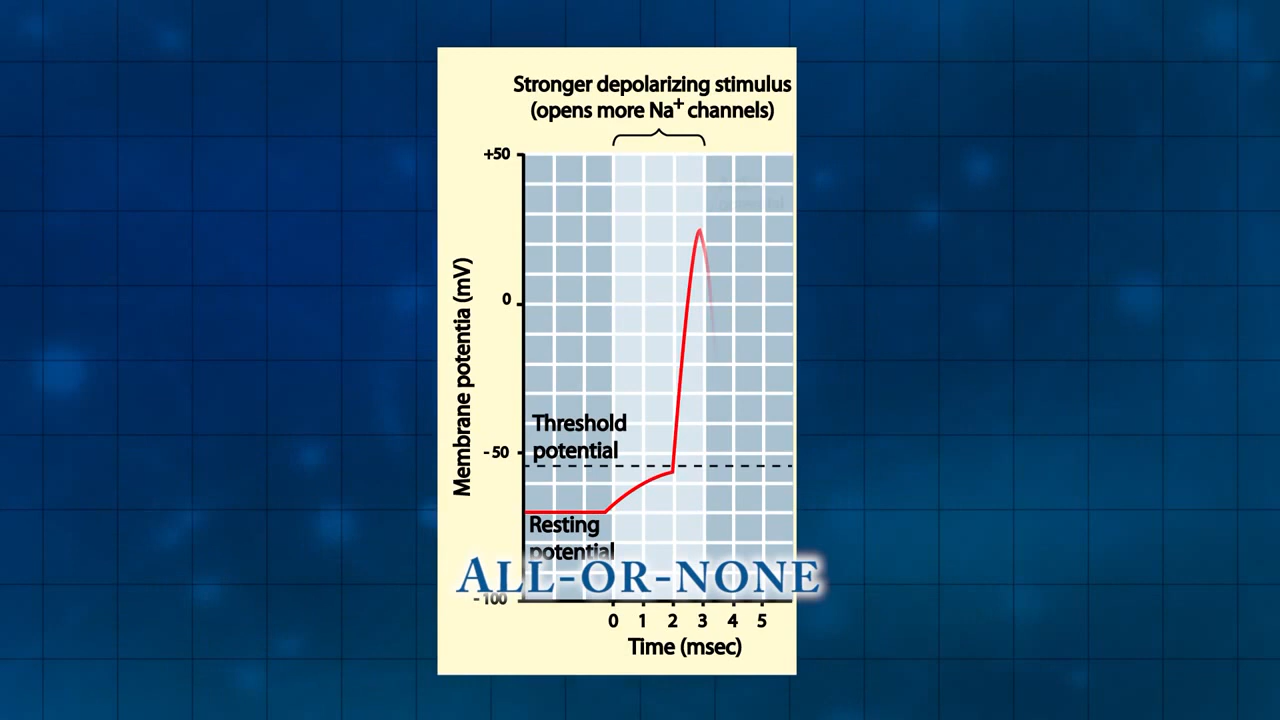 Stronger depolarizing stimulus
(opens more Na+ channels)
+50
0
-50
-100
Membrane potentia (mV)
Threshold
potential
Resting
potential
ALL-OR-NONE
0 1 2 3 4 5
Time (msec)